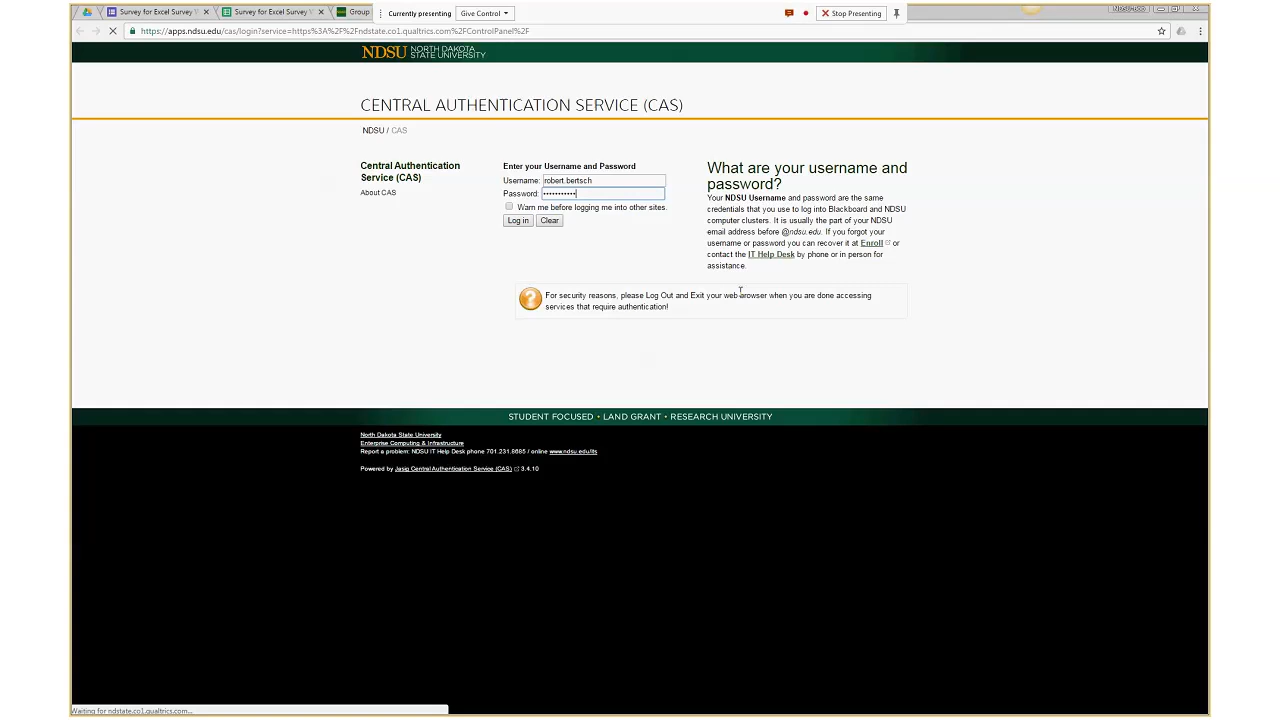 Survey for Excel Survey
Survey for Excel Survey
Group
Currently presenting
Give Control
Stop Presenting
https://apps.ndsu.edu/cas/login?service=https%3A%2F%2Fndstate.co1.qualtrics.com%2FControlPanel%2F
NDSU NORTH DAKOTA
STATE UNIVERSITY
CENTRAL AUTHENTICATION SERVICE (CAS)
NDSU / CAS
Central Authentication
Service (CAS)
About CAS
Enter your Username and Password
Username: robert.bertsch
Password: •••••••••••
Warn me before logging me into other sites.
Log in Clear
What are your username and
password?
Your NDSU Username and password are the same
credentials that you use to log into Blackboard and NDSU
computer clusters. It is usually the part of your NDSU
email address before @ndsu.edu. If you forgot your
username or password you can recover it at Enroll or
contact the IT Help Desk by phone or in person for
assistance.
For security reasons, please Log Out and Exit your web browser when you are done accessing
services that require authentication!
STUDENT FOCUSED • LAND GRANT • RESEARCH UNIVERSITY
North Dakota State University
Enterprise Computing & Infrastructure
Report a problem: NDSU IT Help Desk phone 701.231.8685 / online www.ndsu.edu/its
Powered by Jasig Central Authentication Service (CAS) 3.4.10
Waiting for ndstate.co1.qualtrics.com...